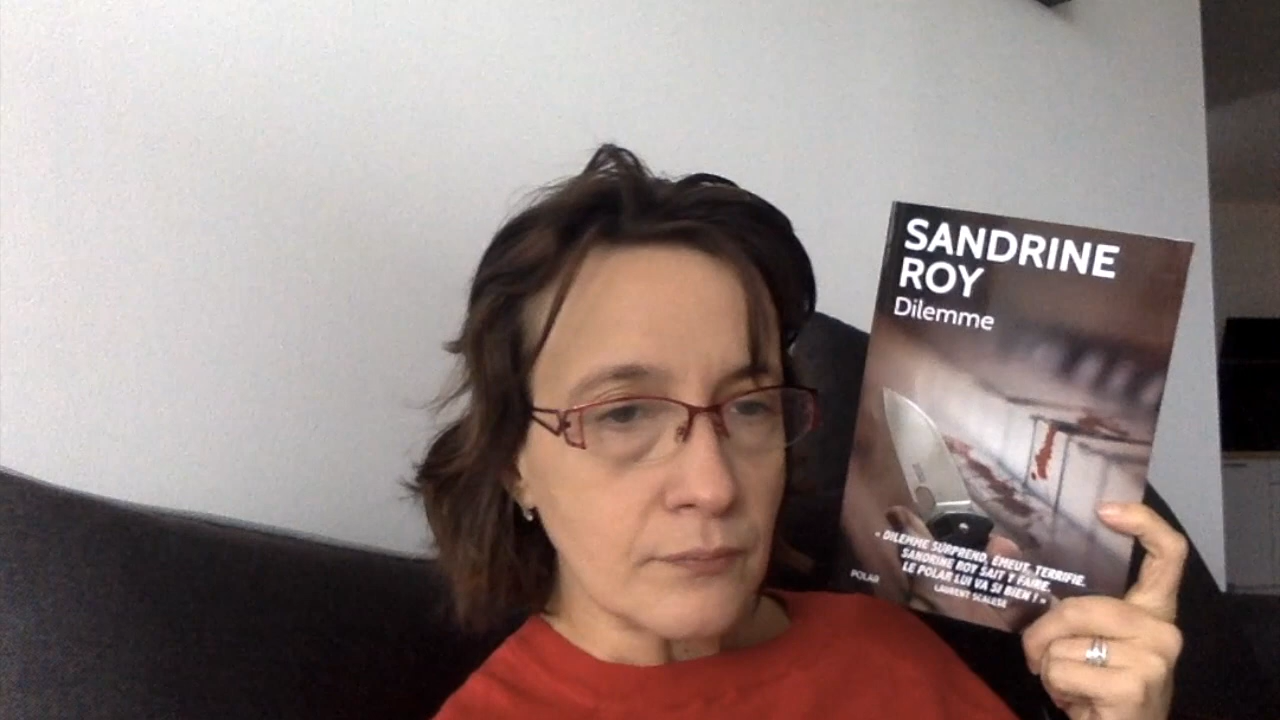 SANDRINE
ROY
Dilemme
« DILEMME SURPREND, ÉMEUT, TERRIFIE.
SANDRINE ROY SAIT Y FAIRE.
LE POLAR LUI VA SI BIEN ! »
LAURENT SCALESE
POLAR